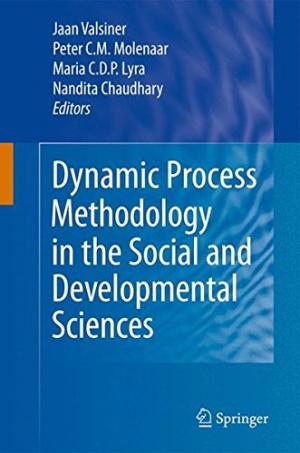 Jaan Valsiner
Peter C.M. Molenaar
Maria C.D.P. Lyra
Nandita Chaudhary
Editors
Dynamic Process
Methodology
in the Social and
Developmental
Sciences
Springer